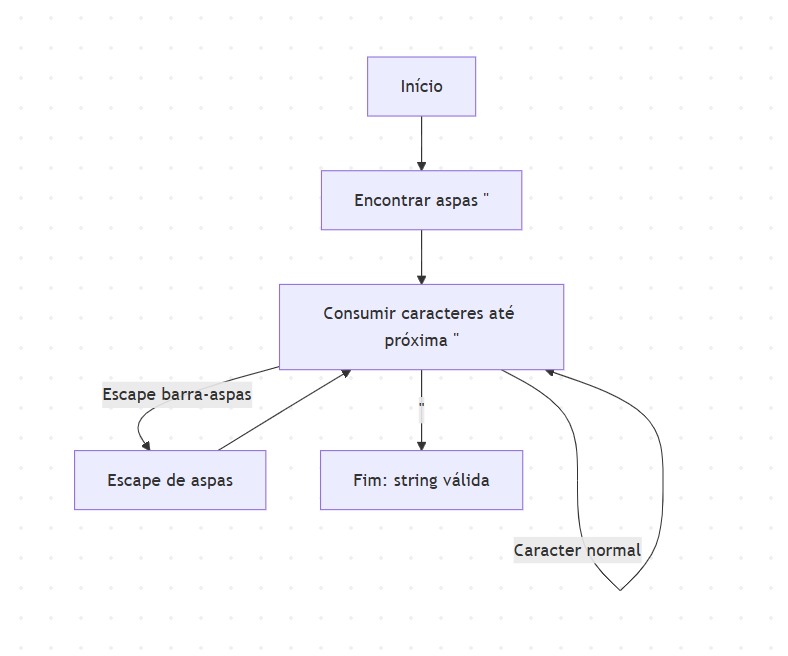 Início
Encontrar aspas "
Consumir caracteres até
próxima "
Escape barra-aspas
"
Escape de aspas
Fim: string válida
Caracter normal